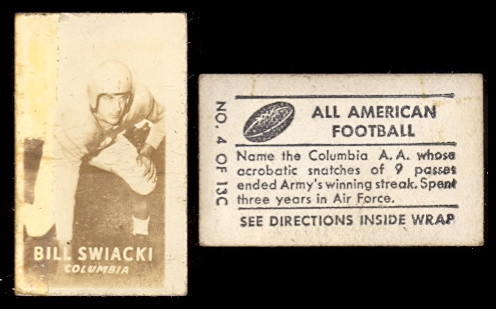 BILL SWIACKI
COLUMBIA
NO. 4 OF 13C
ALL AMERICAN
FOOTBALL
Name the Columbia A.A. whose
acrobatic snatches of 9 passes
ended Army's winning streak. Spent
three years in Air Force.
SEE DIRECTIONS INSIDE WRAP